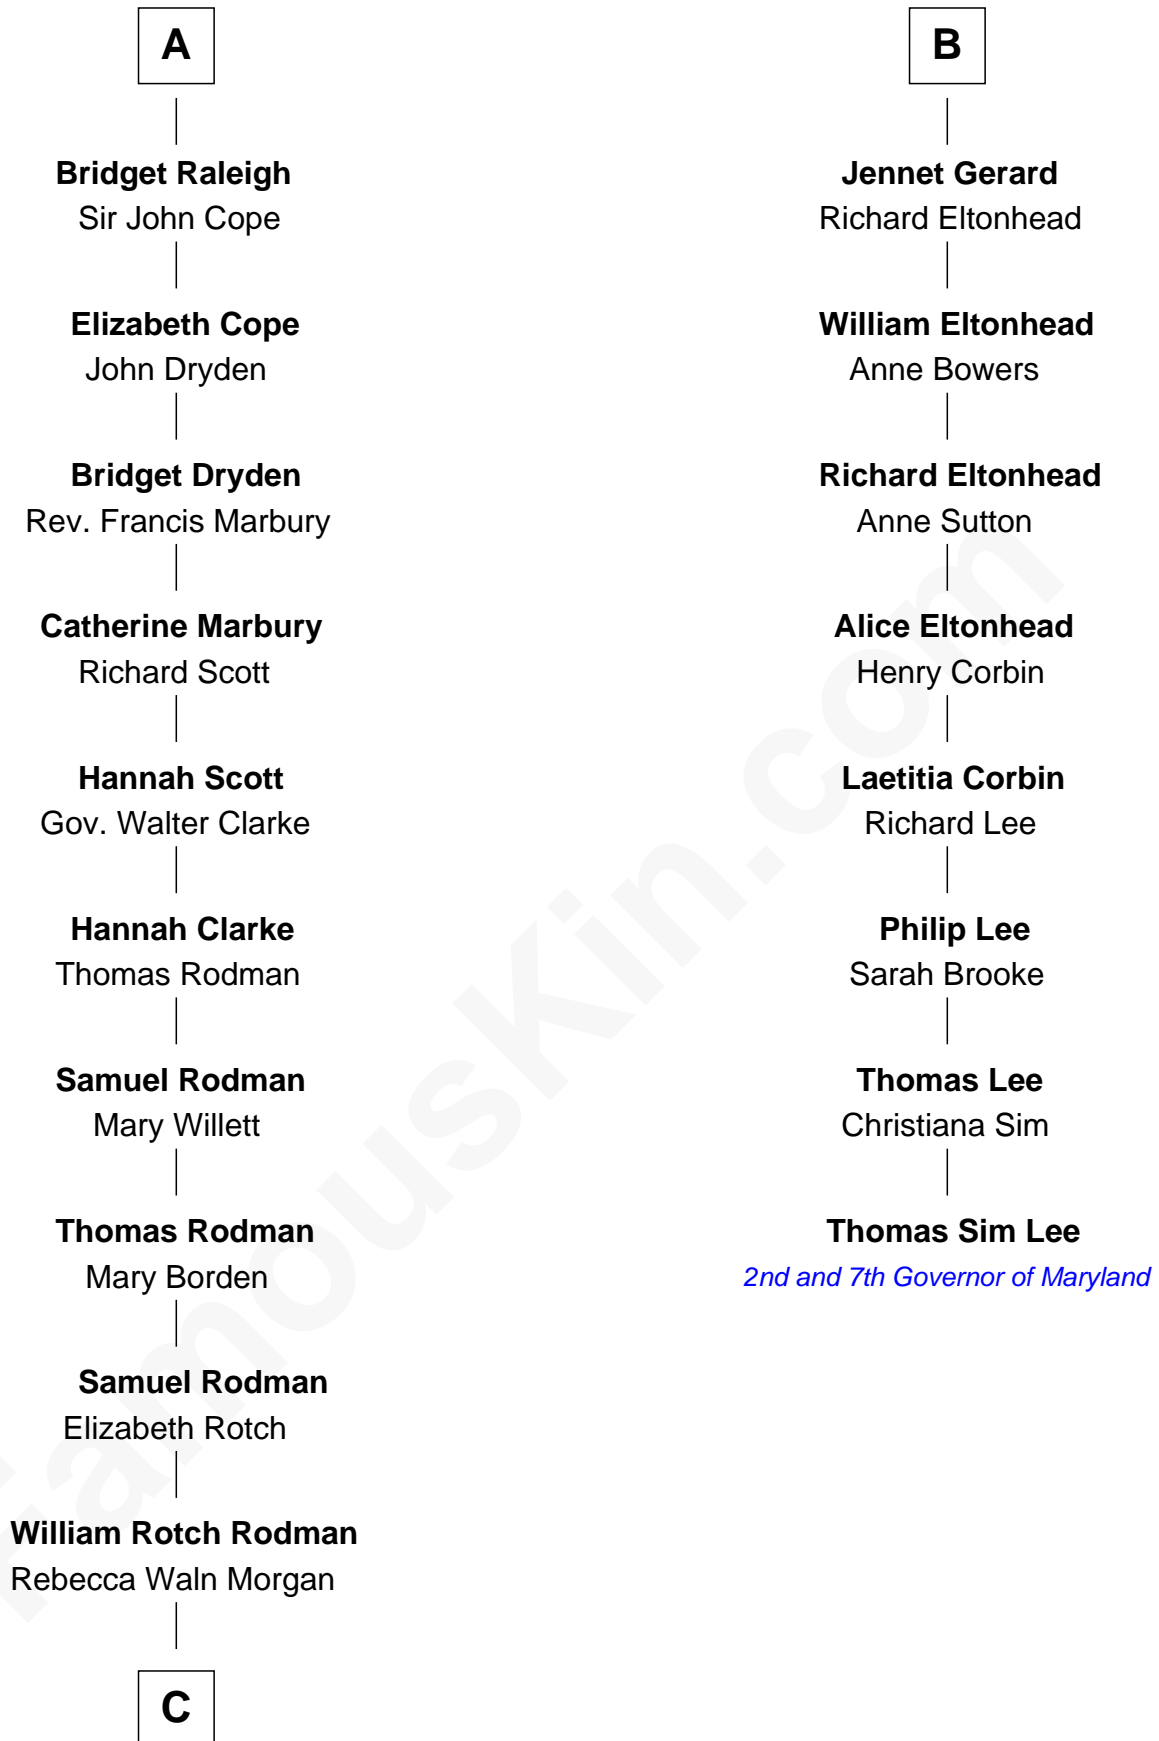 A
Bridget Raleigh
Sir John Cope
Elizabeth Cope
John Dryden
Bridget Dryden
Rev. Francis Marbury
Catherine Marbury
Richard Scott
Hannah Scott
Gov. Walter Clarke
Hannah Clarke
Thomas Rodman
Samuel Rodman
Mary Willett
Thomas Rodman
Mary Borden
Samuel Rodman
Elizabeth Rotch
William Rotch Rodman
Rebecca Waln Morgan
C
B
Jennet Gerard
Richard Eltonhead
William Eltonhead
Anne Bowers
Richard Eltonhead
Anne Sutton
Alice Eltonhead
Henry Corbin
Laetitia Corbin
Richard Lee
Philip Lee
Sarah Brooke
Thomas Lee
Christiana Sim
Thomas Sim Lee
2nd and 7th Governor of Maryland
FamousKin.com